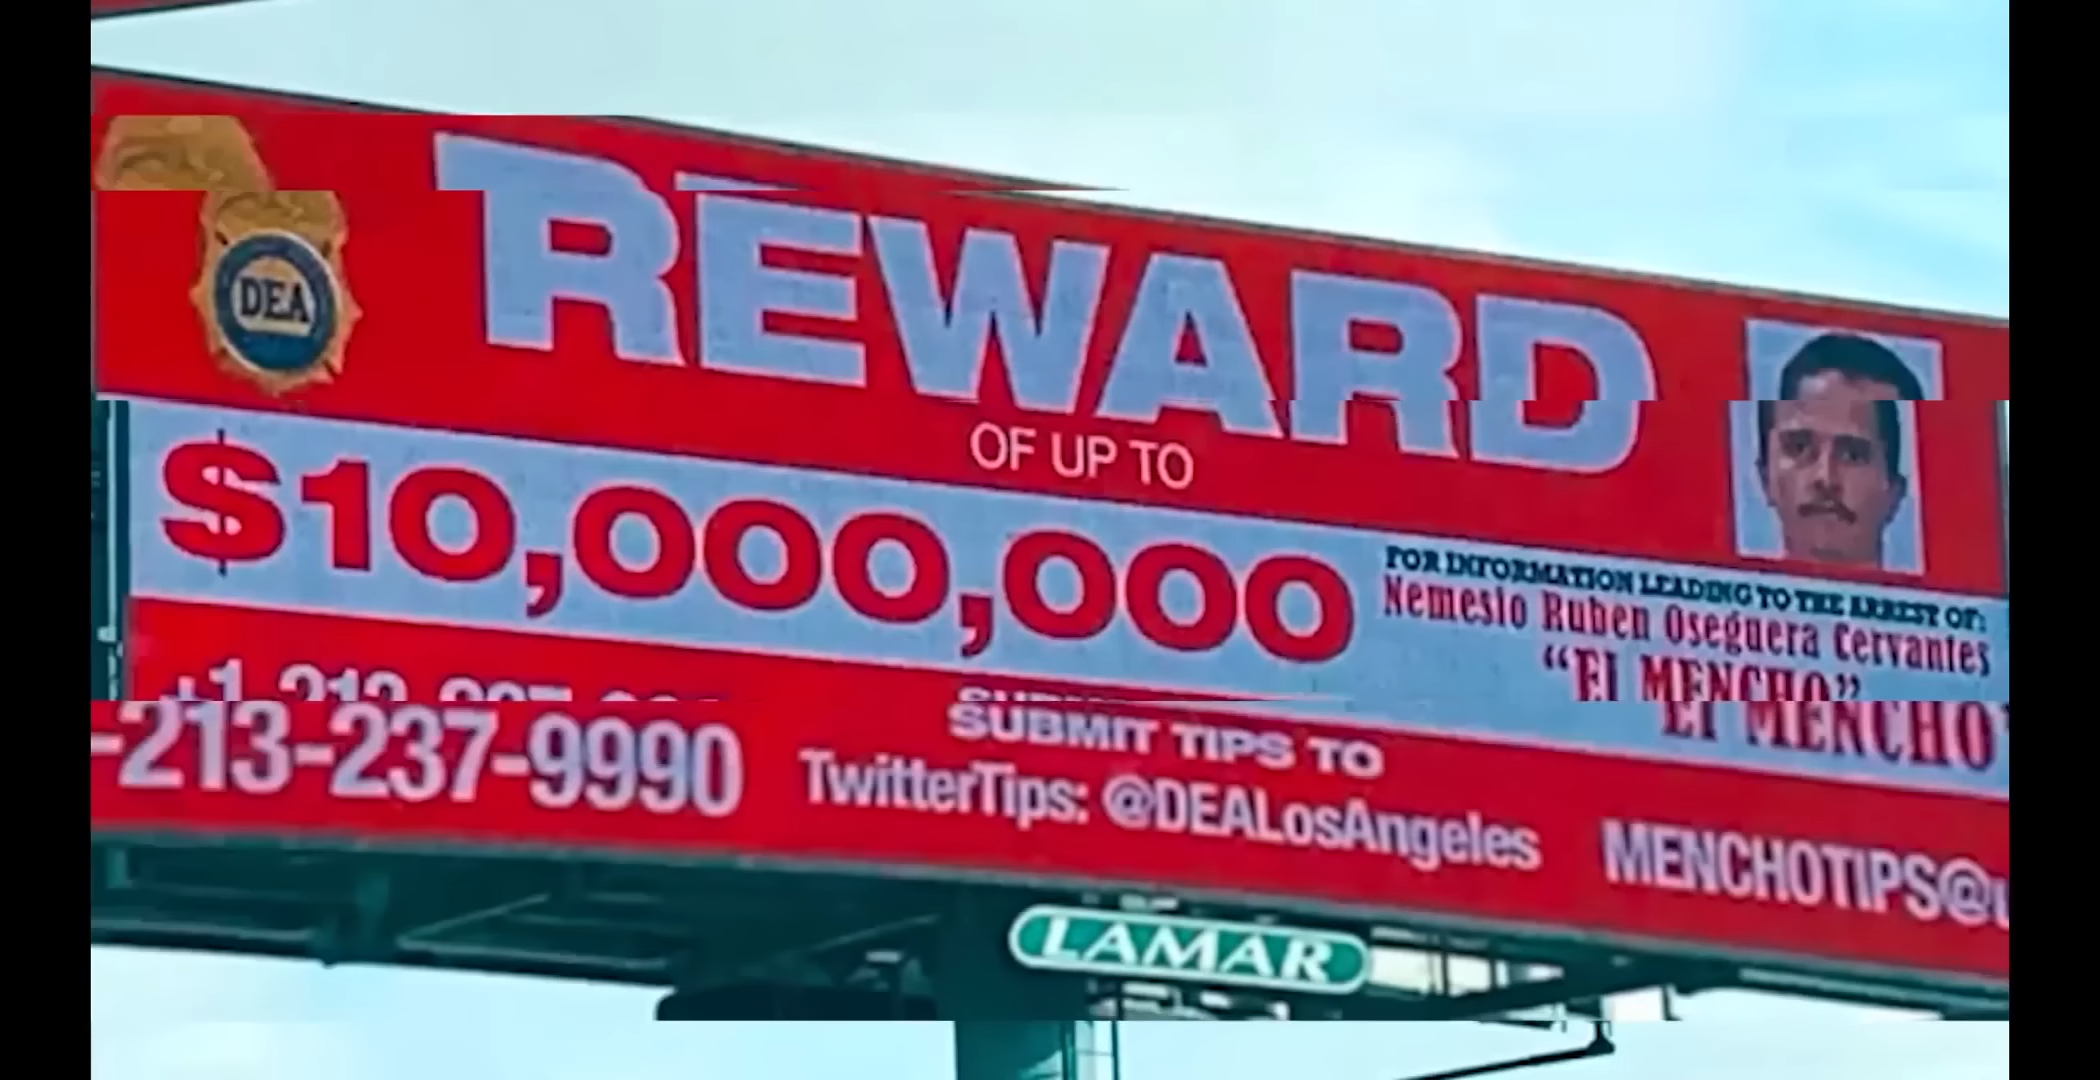 DEA
REWARD
OF UP TO
$10,000,000
FOR INFORMATION LEADING TO THE ARREST OF:
Nemesio Ruben Oseguera Cervantes
“El MENCHO”
-213-237-9990
SUBMIT TIPS TO
TwitterTips: @DEALosAngeles
MENCHOTIPS@
LAMAR